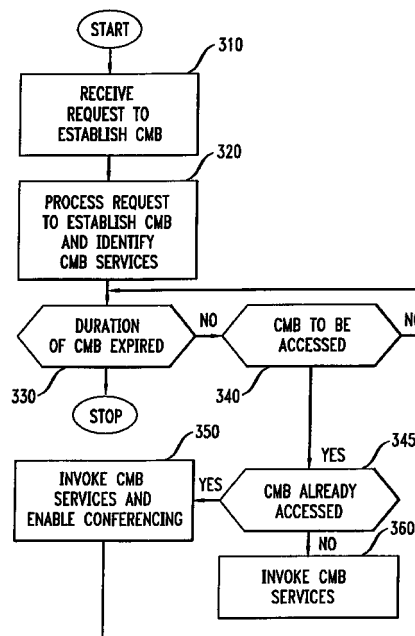 START
310
RECEIVE
REQUEST TO
ESTABLISH CMB
320
PROCESS REQUEST
TO ESTABLISH CMB
AND IDENTIFY
CMB SERVICES
DURATION
OF CMB EXPIRED
NO
CMB TO BE
ACCESSED
NO
330
340
STOP
350
YES
345
INVOKE CMB
SERVICES AND
ENABLE CONFERENCING
YES
CMB ALREADY
ACCESSED
NO
360
INVOKE CMB
SERVICES